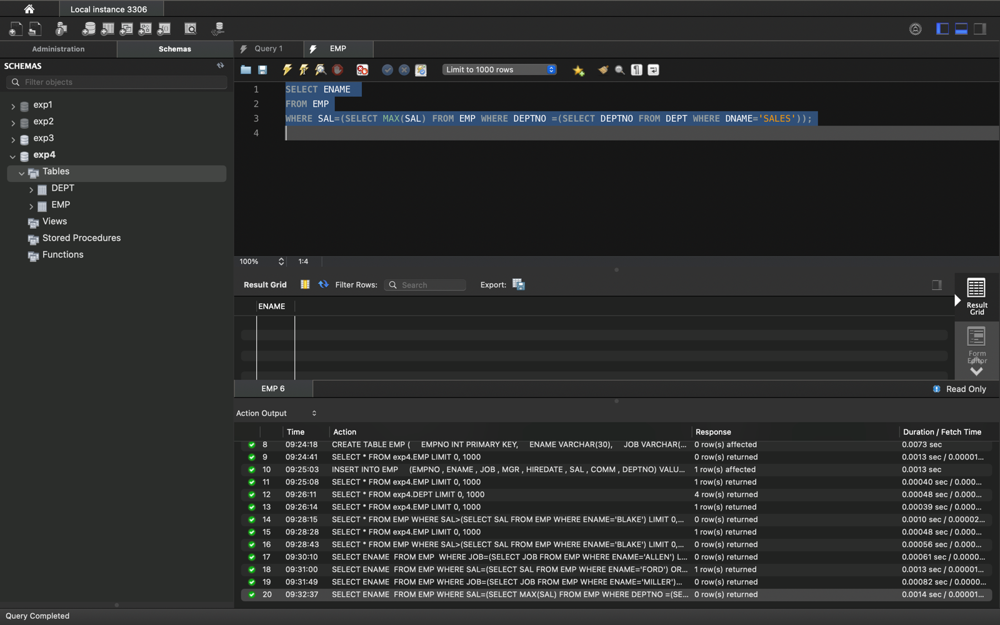 Local instance 3306
Administration
Schemas
Query 1
EMP
SCHEMAS
Filter objects
exp1
exp2
exp3
exp4
Tables
DEPT
EMP
Views
Stored Procedures
Functions
Limit to 1000 rows
1 SELECT ENAME
2 FROM EMP
3 WHERE SAL=(SELECT MAX(SAL) FROM EMP WHERE DEPTNO =(SELECT DEPTNO FROM DEPT WHERE DNAME='SALES'));
4
100% 1:4
Result Grid Filter Rows: Search Export:
ENAME
Result Grid
Form Editor
EMP 6
Read Only
Action Output
Time Action Response Duration / Fetch Time
8 09:24:18 CREATE TABLE EMP ( EMPNO INT PRIMARY KEY, ENAME VARCHAR(30), JOB VARCHAR(... 0 row(s) affected 0.0073 sec
9 09:24:41 SELECT * FROM exp4.EMP LIMIT 0, 1000 0 row(s) returned 0.0013 sec / 0.00001...
10 09:25:03 INSERT INTO EMP (EMPNO , ENAME , JOB , MGR , HIREDATE , SAL , COMM , DEPTNO) VALU... 1 row(s) affected 0.0013 sec
11 09:25:08 SELECT * FROM exp4.EMP LIMIT 0, 1000 1 row(s) returned 0.00040 sec / 0.000...
12 09:26:11 SELECT * FROM exp4.DEPT LIMIT 0, 1000 4 row(s) returned 0.00048 sec / 0.000...
13 09:26:14 SELECT * FROM exp4.EMP LIMIT 0, 1000 1 row(s) returned 0.00039 sec / 0.000...
14 09:28:15 SELECT * FROM EMP WHERE SAL>(SELECT SAL FROM EMP WHERE ENAME='BLAKE') LIMIT 0,... 0 row(s) returned 0.0010 sec / 0.00002...
15 09:28:28 SELECT * FROM exp4.EMP LIMIT 0, 1000 1 row(s) returned 0.00048 sec / 0.000...
16 09:28:43 SELECT * FROM EMP WHERE SAL>(SELECT SAL FROM EMP WHERE ENAME='BLAKE') LIMIT 0,... 0 row(s) returned 0.00056 sec / 0.000...
17 09:30:10 SELECT ENAME FROM EMP WHERE JOB=(SELECT JOB FROM EMP WHERE ENAME='ALLEN') L... 0 row(s) returned 0.00061 sec / 0.0000...
18 09:31:00 SELECT ENAME FROM EMP WHERE SAL=(SELECT SAL FROM EMP WHERE ENAME='FORD') OR... 1 row(s) returned 0.0013 sec / 0.00001...
19 09:31:49 SELECT ENAME FROM EMP WHERE JOB=(SELECT JOB FROM EMP WHERE ENAME='MILLER')... 0 row(s) returned 0.00082 sec / 0.0000...
20 09:32:37 SELECT ENAME FROM EMP WHERE SAL=(SELECT MAX(SAL) FROM EMP WHERE DEPTNO =(SE... 0 row(s) returned 0.0014 sec / 0.00001...
Query Completed